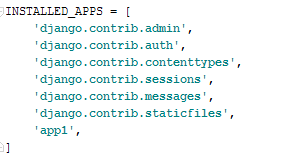 INSTALLED_APPS = [
    'django.contrib.admin',
    'django.contrib.auth',
    'django.contrib.contenttypes',
    'django.contrib.sessions',
    'django.contrib.messages',
    'django.contrib.staticfiles',
    'app1',
]